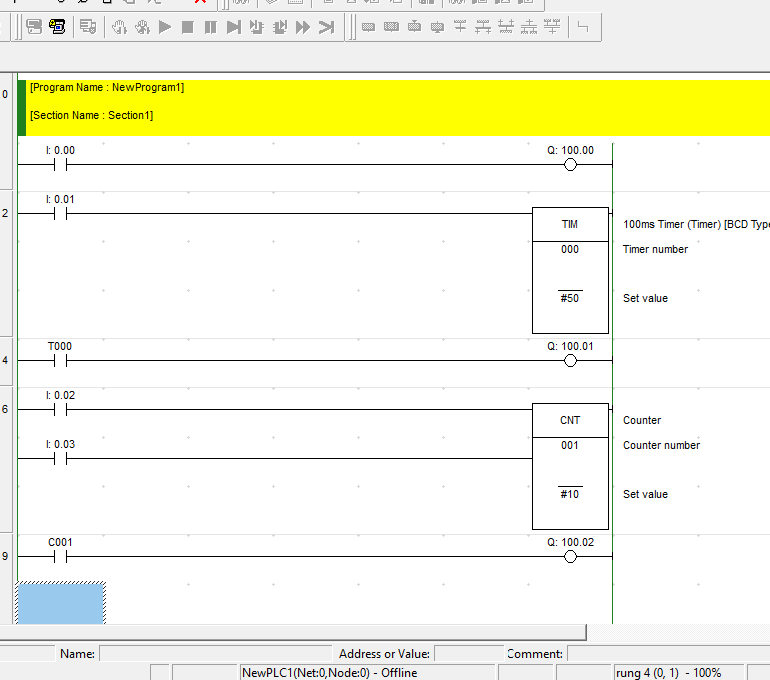 0
[Program Name : NewProgram1]
[Section Name : Section1]
I: 0.00
Q: 100.00
I: 0.01
2
TIM
100ms Timer (Timer) [BCD Type
000
Timer number
#50
Set value
T000
Q: 100.01
4
I: 0.02
6
CNT
Counter
I: 0.03
001
Counter number
#10
Set value
C001
Q: 100.02
9
Name:
Address or Value:
Comment:
NewPLC1(Net:0,Node:0) - Offline
rung 4 (0, 1) - 100%